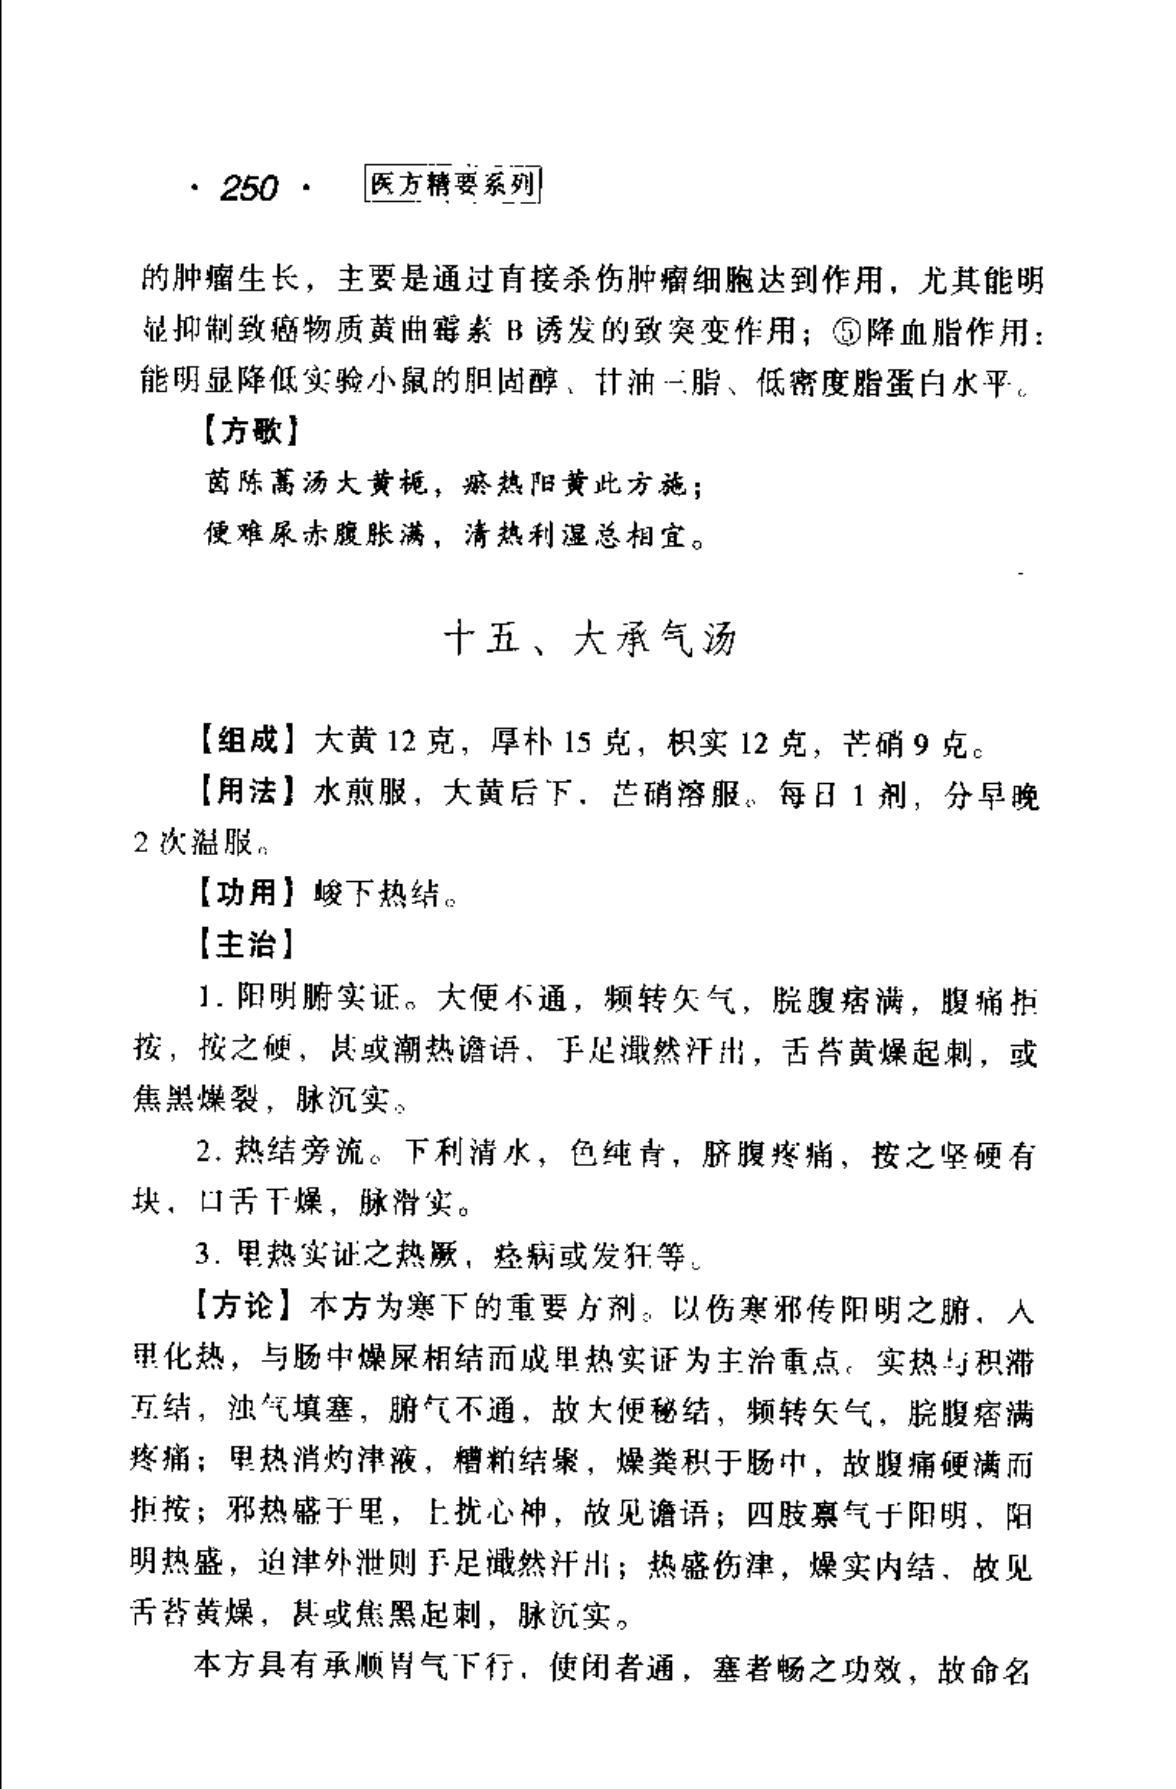 · 250 · 医方精要系列
的肿瘤生长，主要是通过直接杀伤肿瘤细胞达到作用，尤其能明
显抑制致癌物质黄曲霉素 B 诱发的致突变作用；⑤降血脂作用：
能明显降低实验小鼠的胆固醇、甘油三脂、低密度脂蛋白水平。
【方歌】
茵陈蒿汤大黄栀，瘀热阳黄此方施；
便难尿赤腹胀满，清热利湿总相宜。
十五、大承气汤
【组成】大黄 12 克，厚朴 15 克，枳实 12 克，芒硝 9 克。
【用法】水煎服，大黄后下，芒硝溶服。每日 1 剂，分早晚
2 次温服。
【功用】峻下热结。
【主治】
1. 阳明腑实证。大便不通，频转矢气，脘腹痞满，腹痛拒
按，按之硬，甚或潮热谵语、手足濈然汗出，舌苔黄燥起刺，或
焦黑燥裂，脉沉实。
2. 热结旁流。下利清水，色纯青，脐腹疼痛，按之坚硬有
块，口舌干燥，脉滑实。
3. 里热实证之热厥，痉病或发狂等。
【方论】本方为寒下的重要方剂。以伤寒邪传阳明之腑，入
里化热，与肠中燥屎相结而成里热实证为主治重点。实热与积滞
互结，浊气填塞，腑气不通，故大便秘结，频转矢气，脘腹痞满
疼痛；里热消灼津液，糟粕结聚，燥粪积于肠中，故腹痛硬满而
拒按；邪热盛于里，上扰心神，故见谵语；四肢禀气于阳明，阳
明热盛，迫津外泄则手足濈然汗出；热盛伤津，燥实内结，故见
舌苔黄燥，甚或焦黑起刺，脉沉实。
本方具有承顺胃气下行，使闭者通，塞者畅之功效，故命名